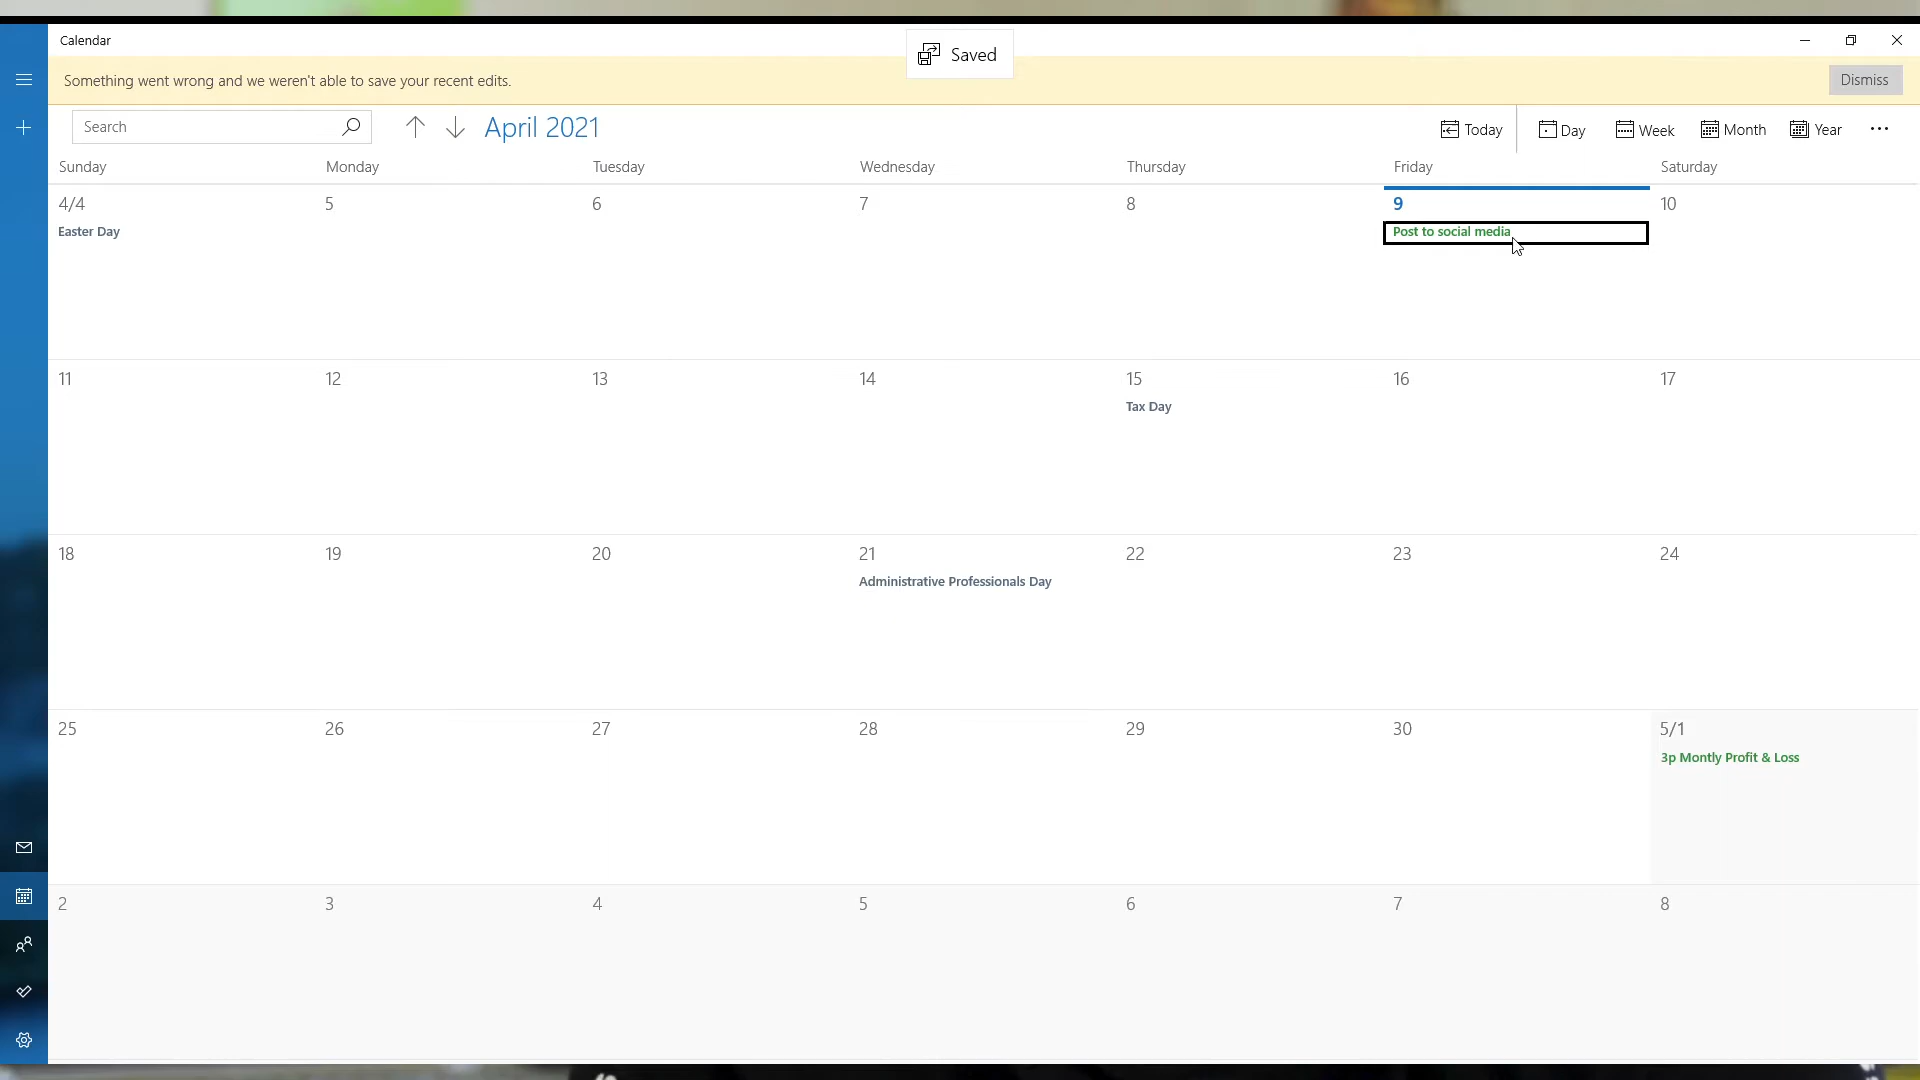 Calendar
Saved
Something went wrong and we weren't able to save your recent edits.
Dismiss
Search
April 2021
Today
Day
Week
Month
Year
Sunday Monday Tuesday Wednesday Thursday Friday Saturday
4/4 5 6 7 8 9 10
Easter Day
Post to social media
11 12 13 14 15 16 17
Tax Day
18 19 20 21 22 23 24
Administrative Professionals Day
25 26 27 28 29 30 5/1
3p Montly Profit & Loss
2 3 4 5 6 7 8